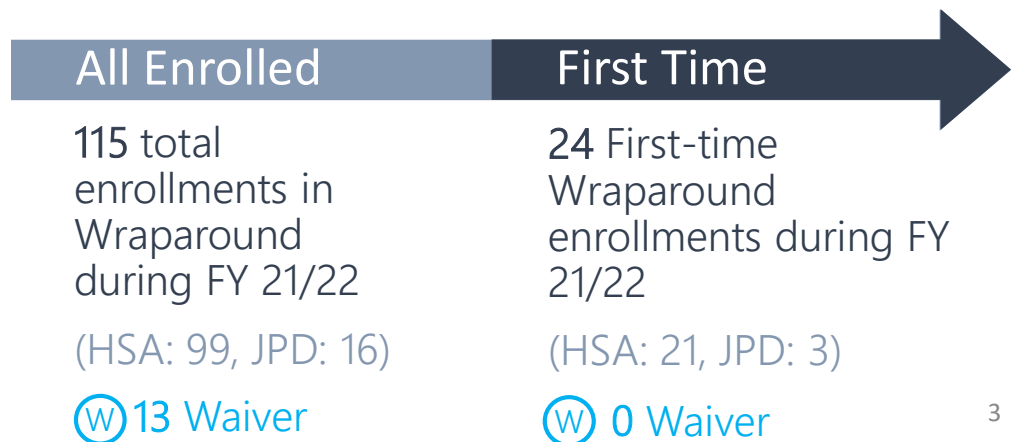 All Enrolled
115 total
enrollments in
Wraparound
during FY 21/22
(HSA: 99, JPD: 16)
W 13 Waiver
First Time
24 First-time
Wraparound
enrollments during FY
21/22
(HSA: 21, JPD: 3)
W 0 Waiver
3